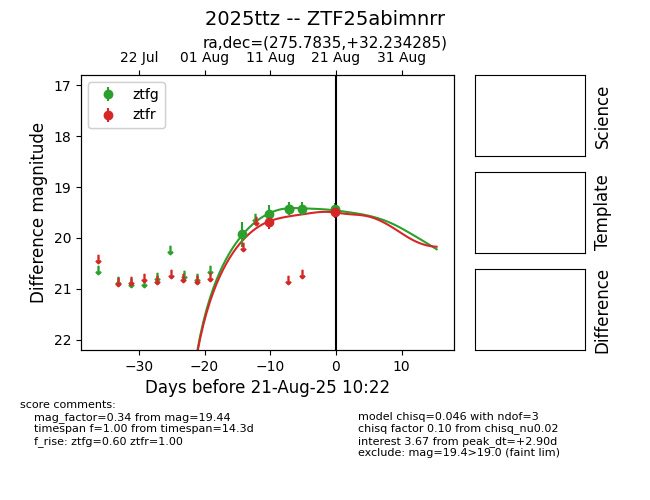 2025ttz -- ZTF25abimnrr
ra,dec=(275.7835,+32.234285)
22 Jul 01 Aug 11 Aug 21 Aug 31 Aug
ztfg
ztfr
17
18
19
20
21
22
Difference magnitude
−30 −20 −10 0 10
Days before 21-Aug-25 10:22
Science
Template
Difference
score comments:
mag_factor=0.34 from mag=19.44
timespan f=1.00 from timespan=14.3d
f_rise: ztfg=0.60 ztfr=1.00
model chisq=0.046 with ndof=3
chisq factor 0.10 from chisq_nu0.02
interest 3.67 from peak_dt=+2.90d
exclude: mag=19.4>19.0 (faint lim)